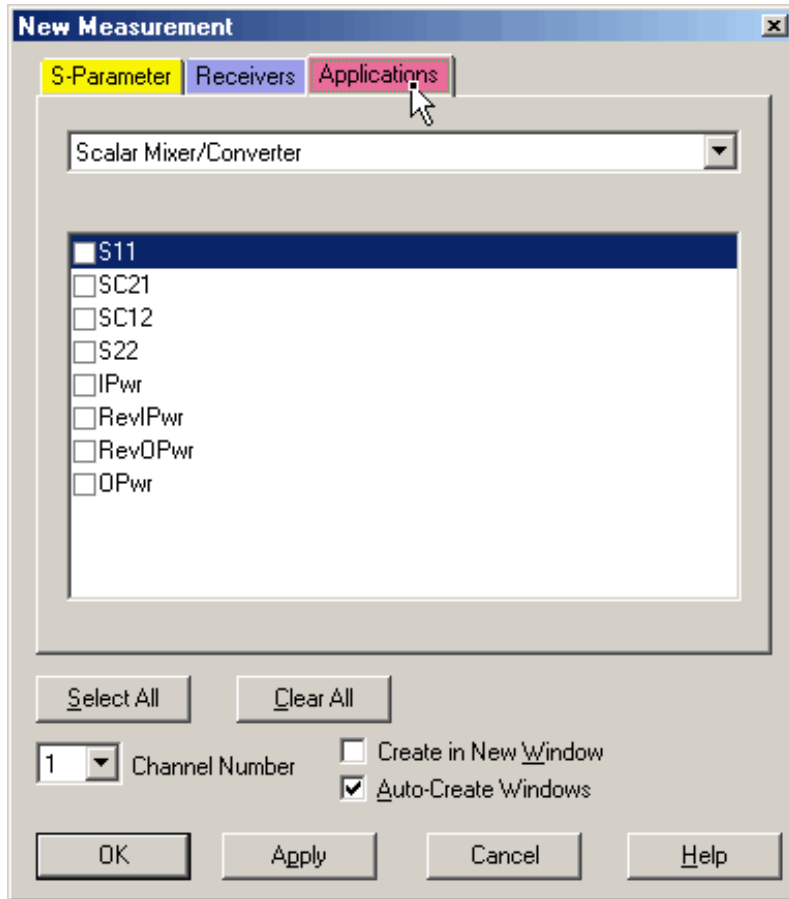 New Measurement
S-Parameter Receivers Applications
Scalar Mixer/Converter
S11
SC21
SC12
S22
IPwr
RevIPwr
RevOPwr
OPwr
Select All Clear All
1 Channel Number
Create in New Window
Auto-Create Windows
OK Apply Cancel Help